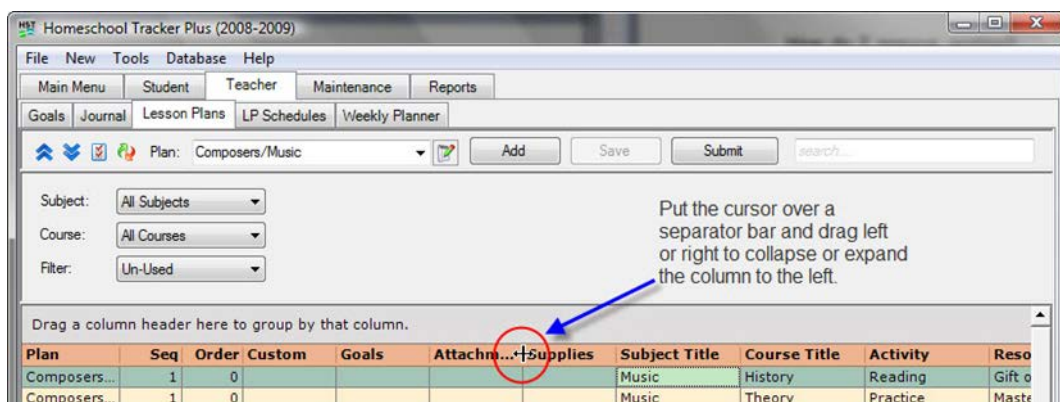 HST Homeschool Tracker Plus (2008-2009)
File New Tools Database Help
Main Menu Student Teacher Maintenance Reports
Goals Journal Lesson Plans LP Schedules Weekly Planner
Plan: Composers/Music Add Save Submit search...
Subject: All Subjects
Course: All Courses
Filter: Un-Used
Put the cursor over a
separator bar and drag left
or right to collapse or expand
the column to the left.
Drag a column header here to group by that column.
Plan Seq Order Custom Goals Attachm... Supplies Subject Title Course Title Activity Reso
Composers... 1 0 Music History Reading Gift o
Composers... 1 0 Music Theory Practice Maste